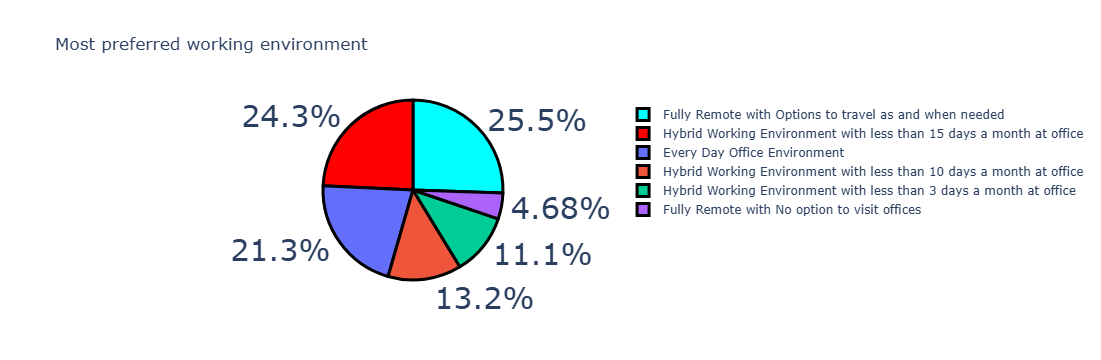 Most preferred working environment
24.3%
25.5%
4.68%
11.1%
13.2%
21.3%
Fully Remote with Options to travel as and when needed
Hybrid Working Environment with less than 15 days a month at office
Every Day Office Environment
Hybrid Working Environment with less than 10 days a month at office
Hybrid Working Environment with less than 3 days a month at office
Fully Remote with No option to visit offices